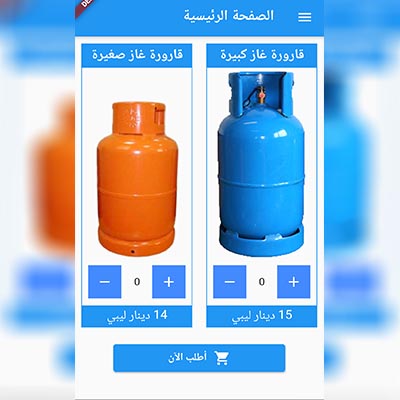 الصفحة الرئيسية
قارورة غاز كبيرة
قارورة غاز صغيرة
0
0
15 دينار ليبي
14 دينار ليبي
أطلب الآن